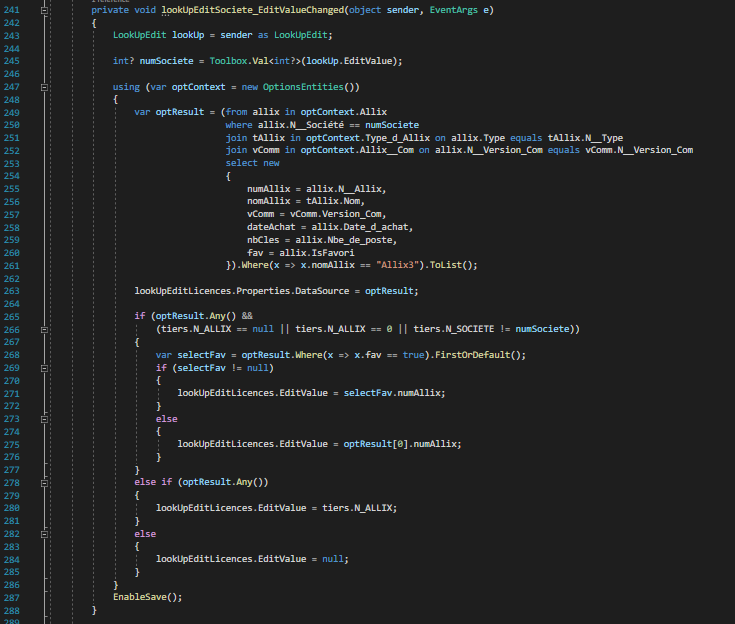 241 private void lookUpEditSociete_EditValueChanged(object sender, EventArgs e)
242 {
243 LookUpEdit lookUp = sender as LookUpEdit;
244
245 int? numSociete = Toolbox.Val<int?>(lookUp.EditValue);
246
247 using (var optContext = new OptionsEntities())
248 {
249 var optResult = (from allix in optContext.Allix
250 where allix.N__Société == numSociete
251 join tAllix in optContext.Type_d_Allix on allix.Type equals tAllix.N__Type
252 join vComm in optContext.Allix__Com on allix.N__Version_Com equals vComm.N__Version_Com
253 select new
254 {
255 numAllix = allix.N__Allix,
256 nomAllix = tAllix.Nom,
257 vComm = vComm.Version_Com,
258 dateAchat = allix.Date_d_achat,
259 nbCles = allix.Nbe_de_poste,
260 fav = allix.IsFavori
261 }).Where(x => x.nomAllix == "Allix3").ToList();
262
263 lookUpEditLicences.Properties.DataSource = optResult;
264
265 if (optResult.Any() &&
266 (tiers.N_ALLIX == null || tiers.N_ALLIX == 0 || tiers.N_SOCIETE != numSociete))
267 {
268 var selectFav = optResult.Where(x => x.fav == true).FirstOrDefault();
269 if (selectFav != null)
270 {
271 lookUpEditLicences.EditValue = selectFav.numAllix;
272 }
273 else
274 {
275 lookUpEditLicences.EditValue = optResult[0].numAllix;
276 }
277 }
278 else if (optResult.Any())
279 {
280 lookUpEditLicences.EditValue = tiers.N_ALLIX;
281 }
282 else
283 {
284 lookUpEditLicences.EditValue = null;
285 }
286 }
287 EnableSave();
288 }
289